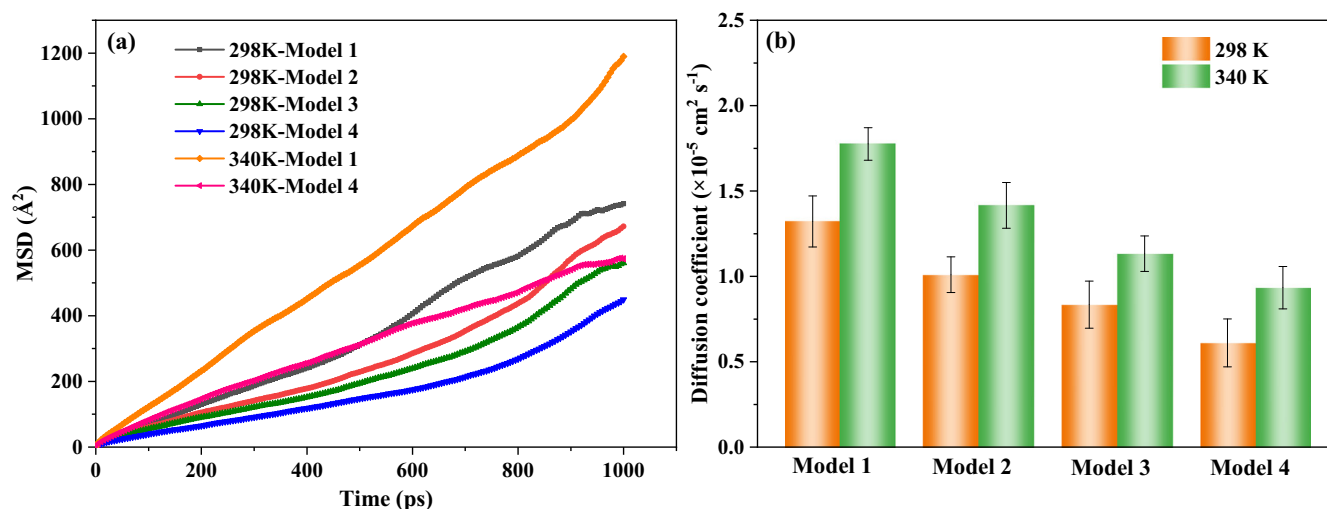 (a)
298K-Model 1
298K-Model 2
298K-Model 3
298K-Model 4
340K-Model 1
340K-Model 4
MSD (Å²)
1200
1000
800
600
400
200
0
0 200 400 600 800 1000
Time (ps)
(b)
298 K
340 K
Diffusion coefficient (×10⁻⁵ cm² s⁻¹)
2.5
2.0
1.5
1.0
0.5
0.0
Model 1 Model 2 Model 3 Model 4